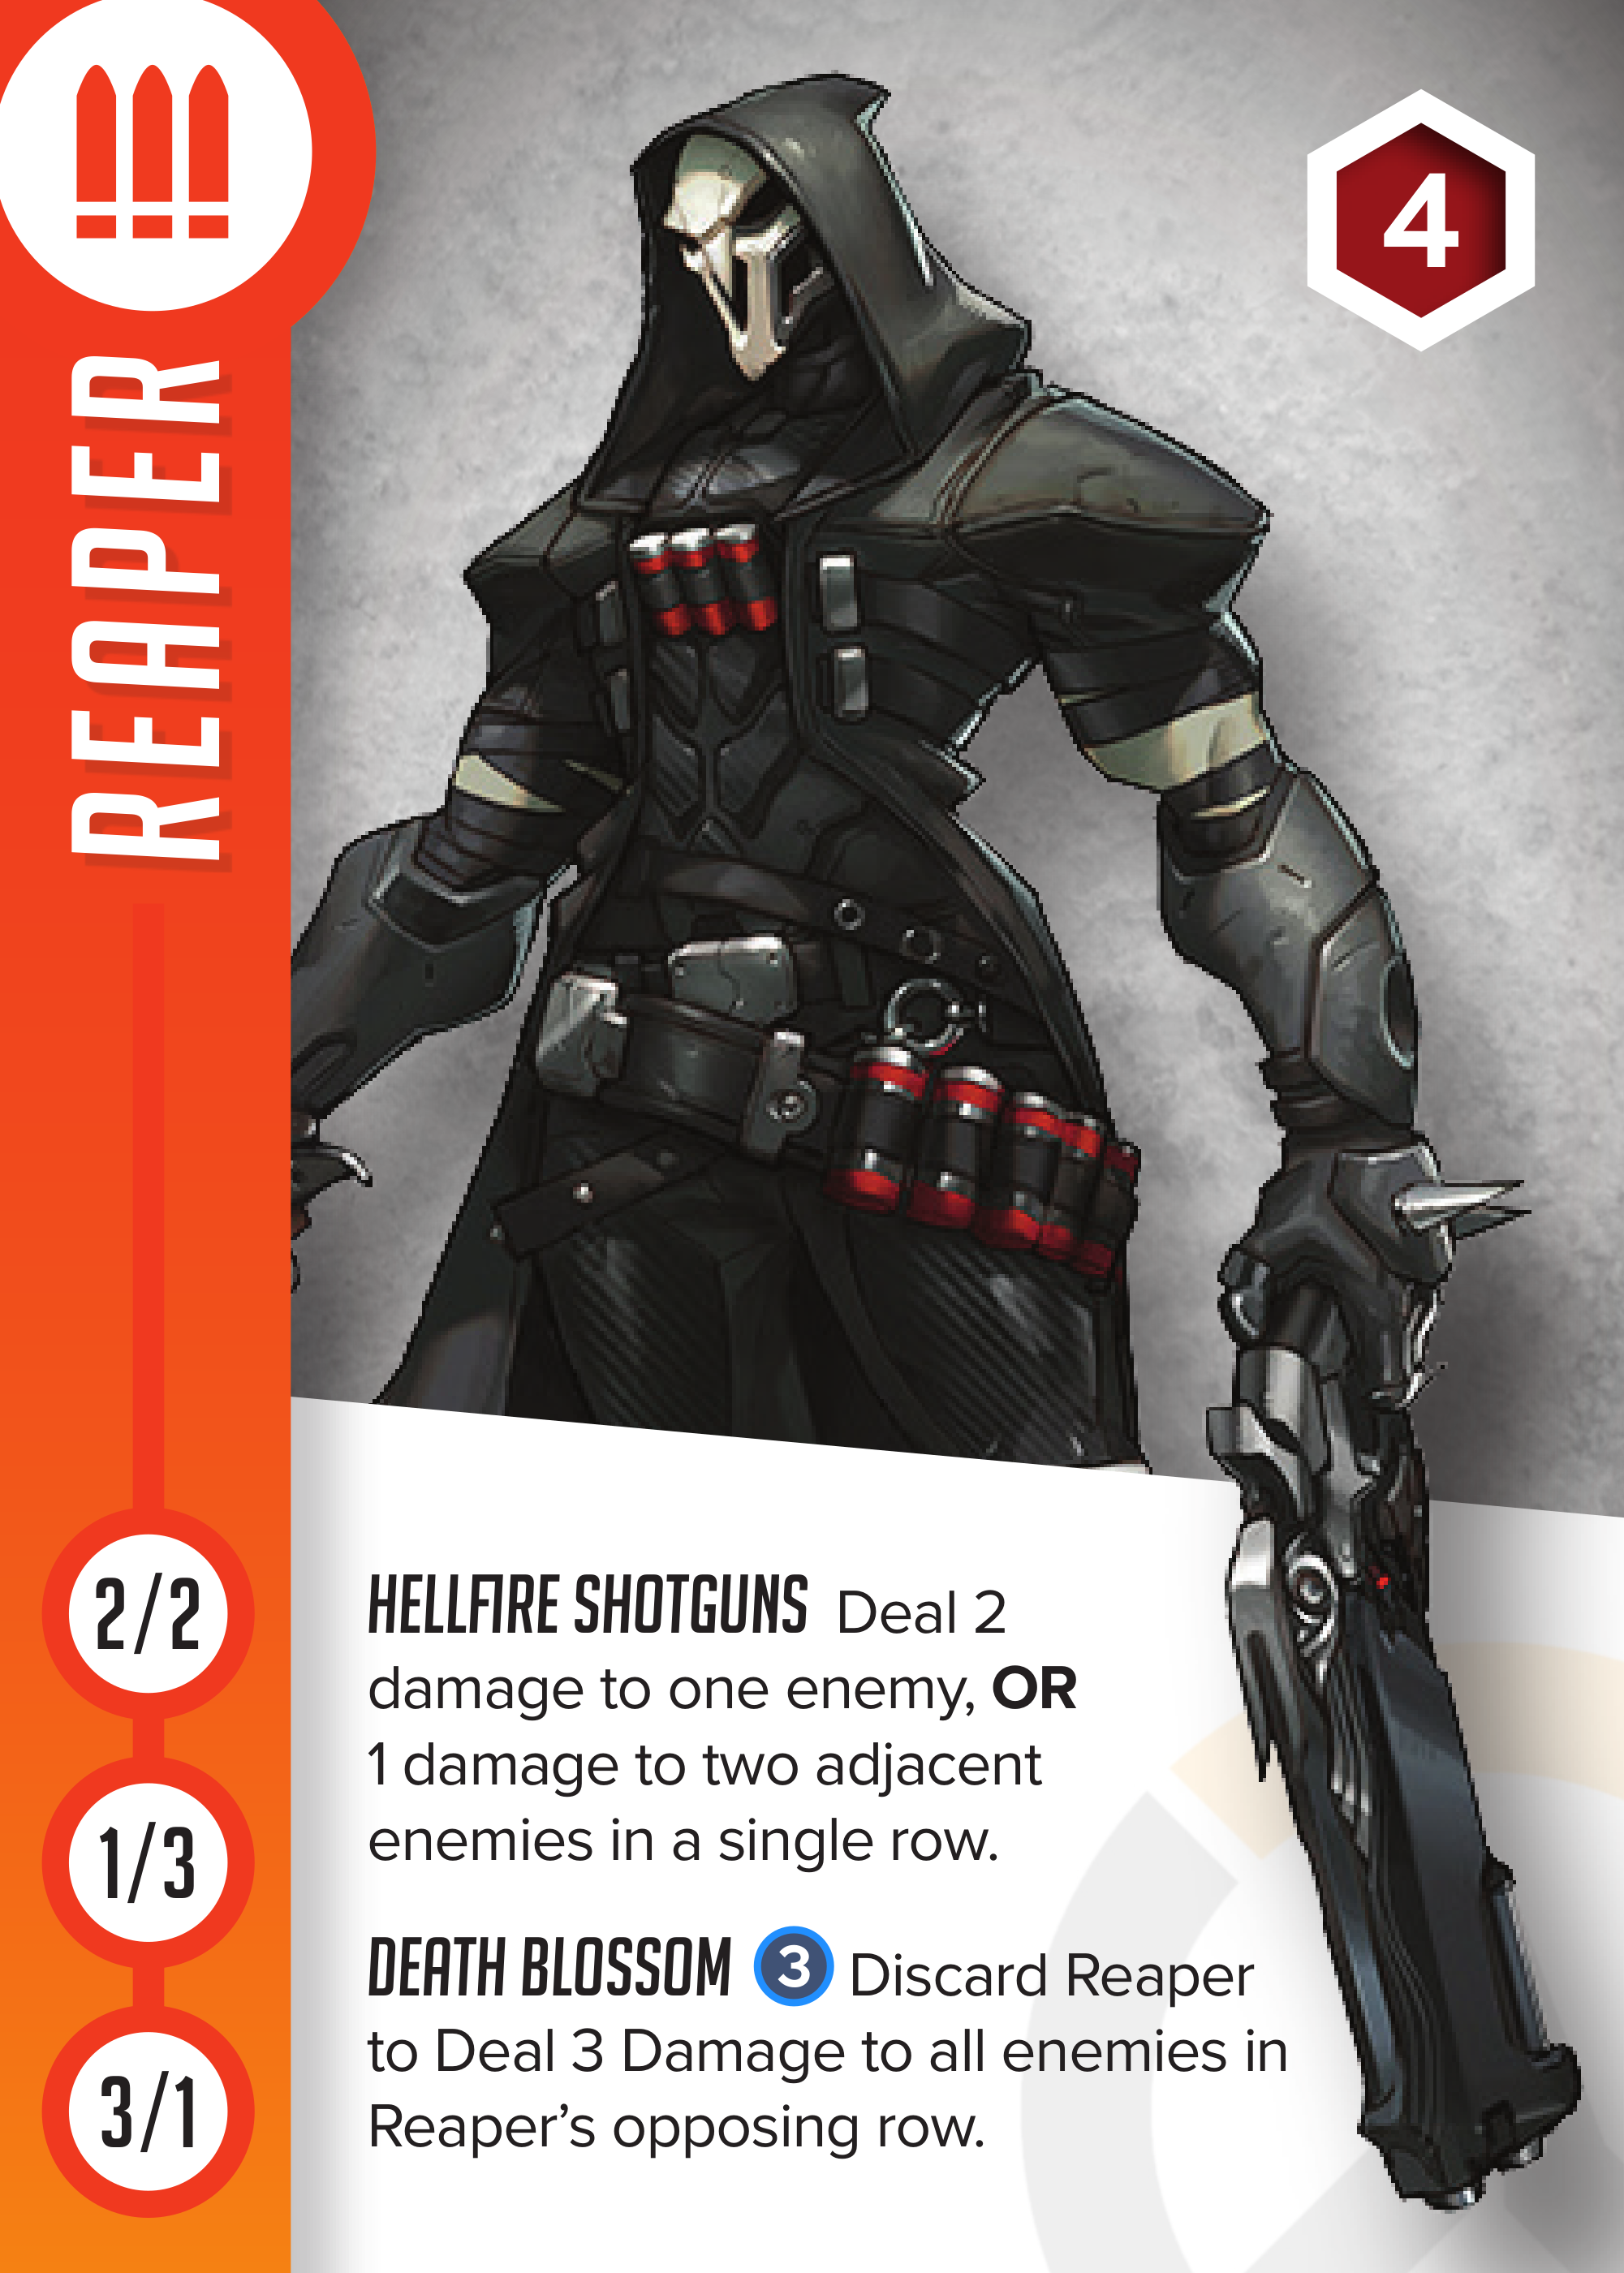 REAPER
4
2/2
1/3
3/1
HELLFIRE SHOTGUNS Deal 2
damage to one enemy, OR
1 damage to two adjacent
enemies in a single row.
DEATH BLOSSOM 3 Discard Reaper
to Deal 3 Damage to all enemies in
Reaper’s opposing row.